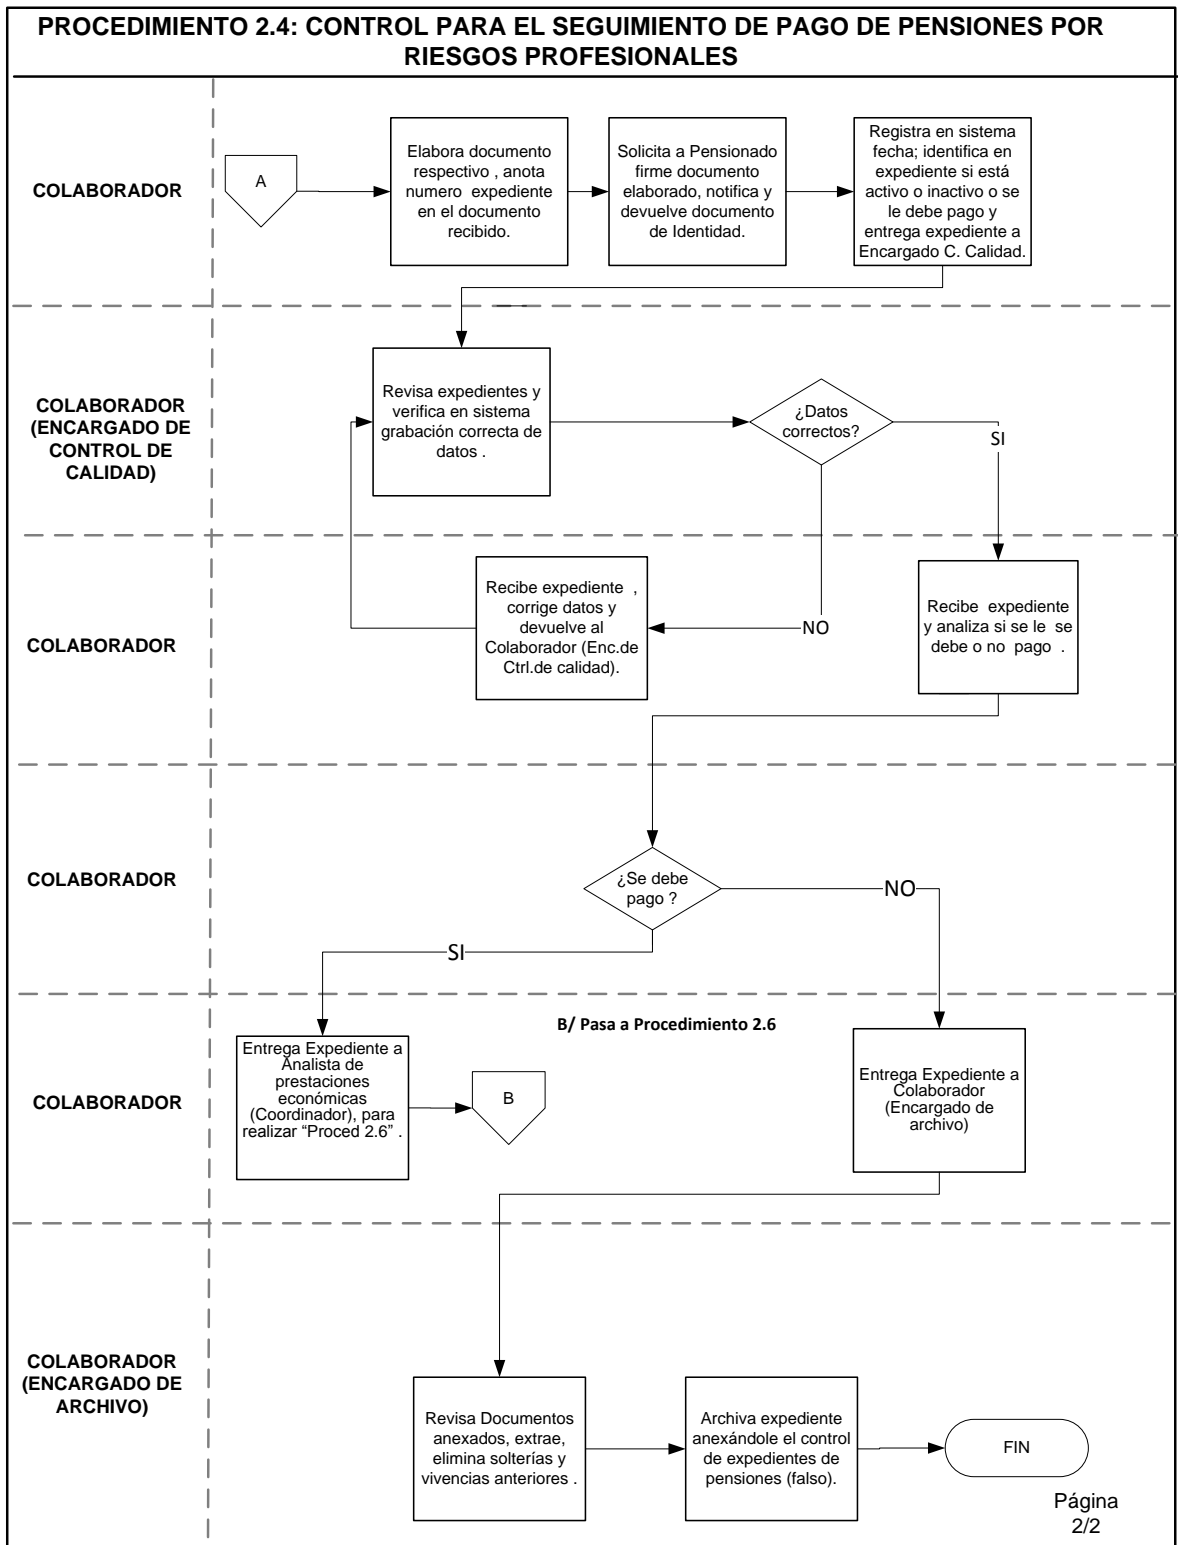 PROCEDIMIENTO 2.4: CONTROL PARA EL SEGUIMIENTO DE PAGO DE PENSIONES POR
RIESGOS PROFESIONALES
COLABORADOR
A
Elabora documento
respectivo , anota
numero expediente
en el documento
recibido.
Solicita a Pensionado
firme documento
elaborado, notifica y
devuelve documento
de Identidad.
Registra en sistema
fecha; identifica en
expediente si está
activo o inactivo o se
le debe pago y
entrega expediente a
Encargado C. Calidad.
COLABORADOR
(ENCARGADO DE
CONTROL DE
CALIDAD)
Revisa expedientes y
verifica en sistema
grabación correcta de
datos .
¿Datos
correctos?
SI
COLABORADOR
Recibe expediente ,
corrige datos y
devuelve al
Colaborador (Enc.de
Ctrl.de calidad).
NO
Recibe expediente
y analiza si se le se
debe o no pago .
COLABORADOR
¿Se debe
pago ?
NO
SI
COLABORADOR
Entrega Expediente a
Analista de
prestaciones
económicas
(Coordinador), para
realizar “Proced 2.6” .
B/ Pasa a Procedimiento 2.6
B
Entrega Expediente a
Colaborador
(Encargado de
archivo)
COLABORADOR
(ENCARGADO DE
ARCHIVO)
Revisa Documentos
anexados, extrae,
elimina solterías y
vivencias anteriores .
Archiva expediente
anexándole el control
de expedientes de
pensiones (falso).
FIN
Página
2/2